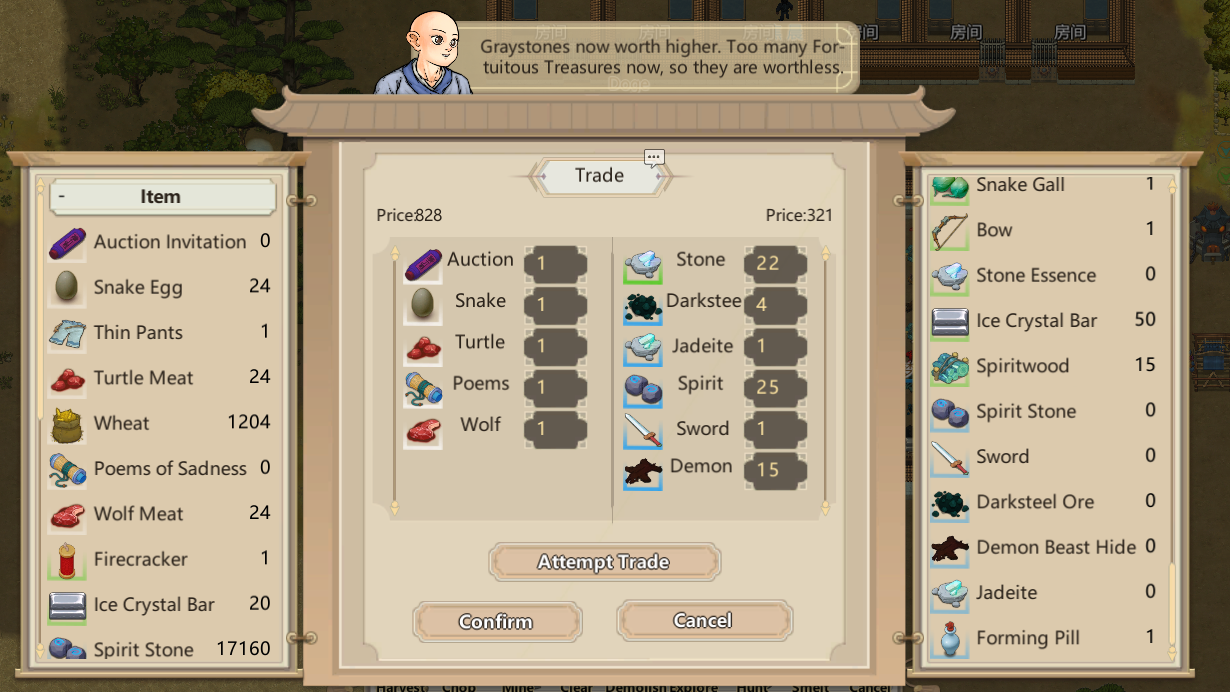 房间
房间
房间
房间
房间
Graystones now worth higher. Too many For-
tuitous Treasures now, so they are worthless.
Trade
Price:828
Price:321
- Item
Auction Invitation 0
Snake Egg 24
Thin Pants 1
Turtle Meat 24
Wheat 1204
Poems of Sadness 0
Wolf Meat 24
Firecracker 1
Ice Crystal Bar 20
Spirit Stone 17160
Auction 1
Snake 1
Turtle 1
Poems 1
Wolf 1
Stone 22
Darkstee 4
Jadeite 1
Spirit 25
Sword 1
Demon 15
Attempt Trade
Confirm
Cancel
Snake Gall 1
Bow 1
Stone Essence 0
Ice Crystal Bar 50
Spiritwood 15
Spirit Stone 0
Sword 0
Darksteel Ore 0
Demon Beast Hide 0
Jadeite 0
Forming Pill 1
Harvest Chop Mine Clear Demolish Explore Hunt Smelt Cancel